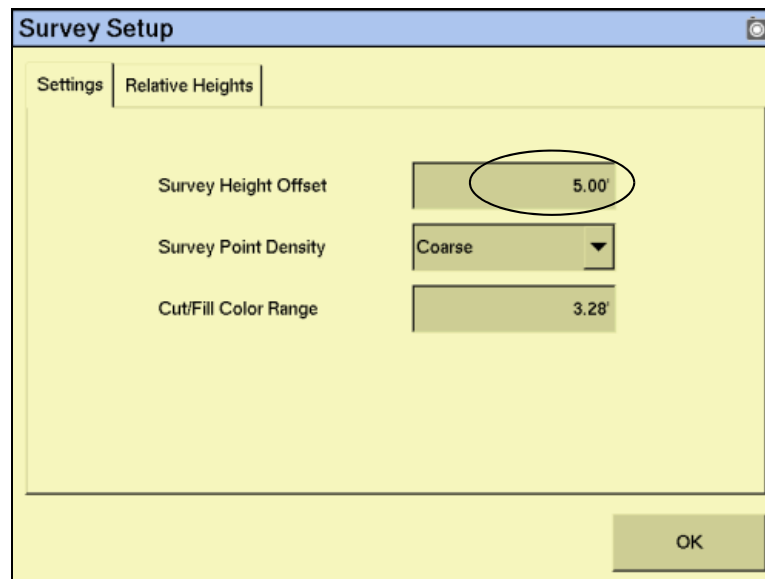 Survey Setup
Settings Relative Heights
Survey Height Offset 5.00'
Survey Point Density Coarse
Cut/Fill Color Range 3.28'
OK